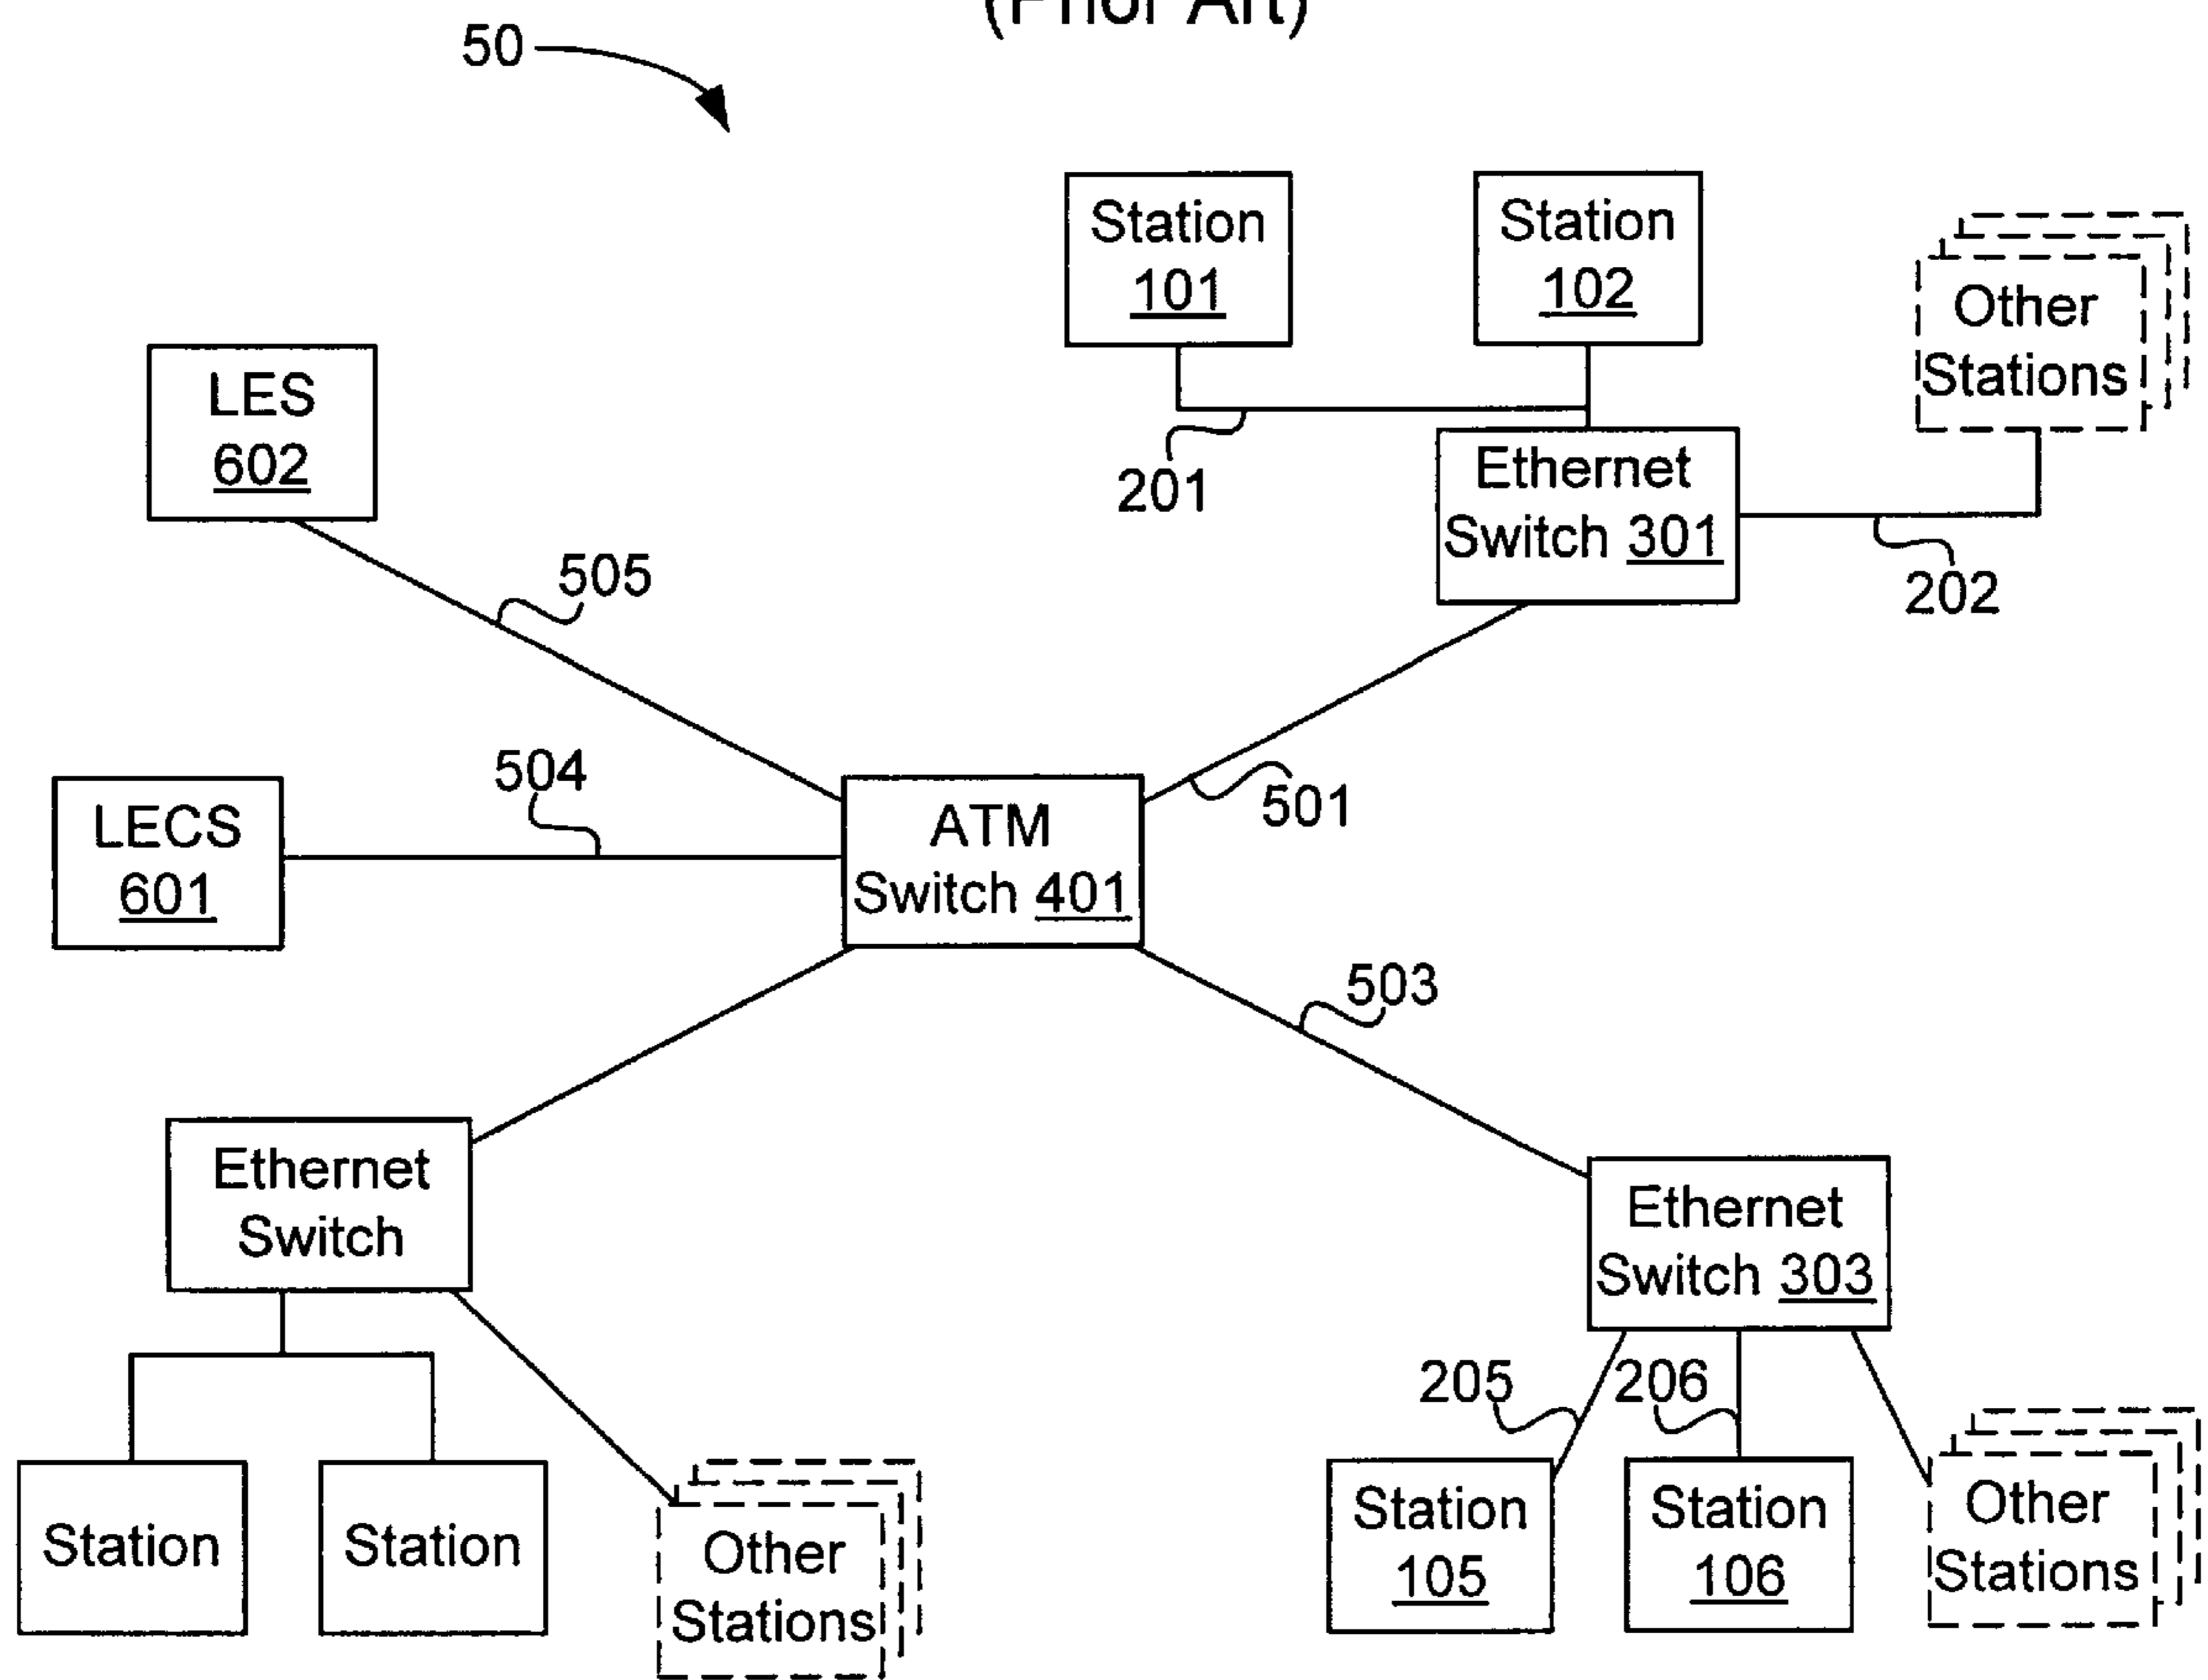 (Prior Art)
50
Station
101
Station
102
Other
Stations
LES
602
201
Ethernet
Switch 301
202
505
504
501
LECS
601
ATM
Switch 401
503
Ethernet
Switch
Ethernet
Switch 303
205
206
Station
Station
Other
Stations
Station
105
Station
106
Other
Stations